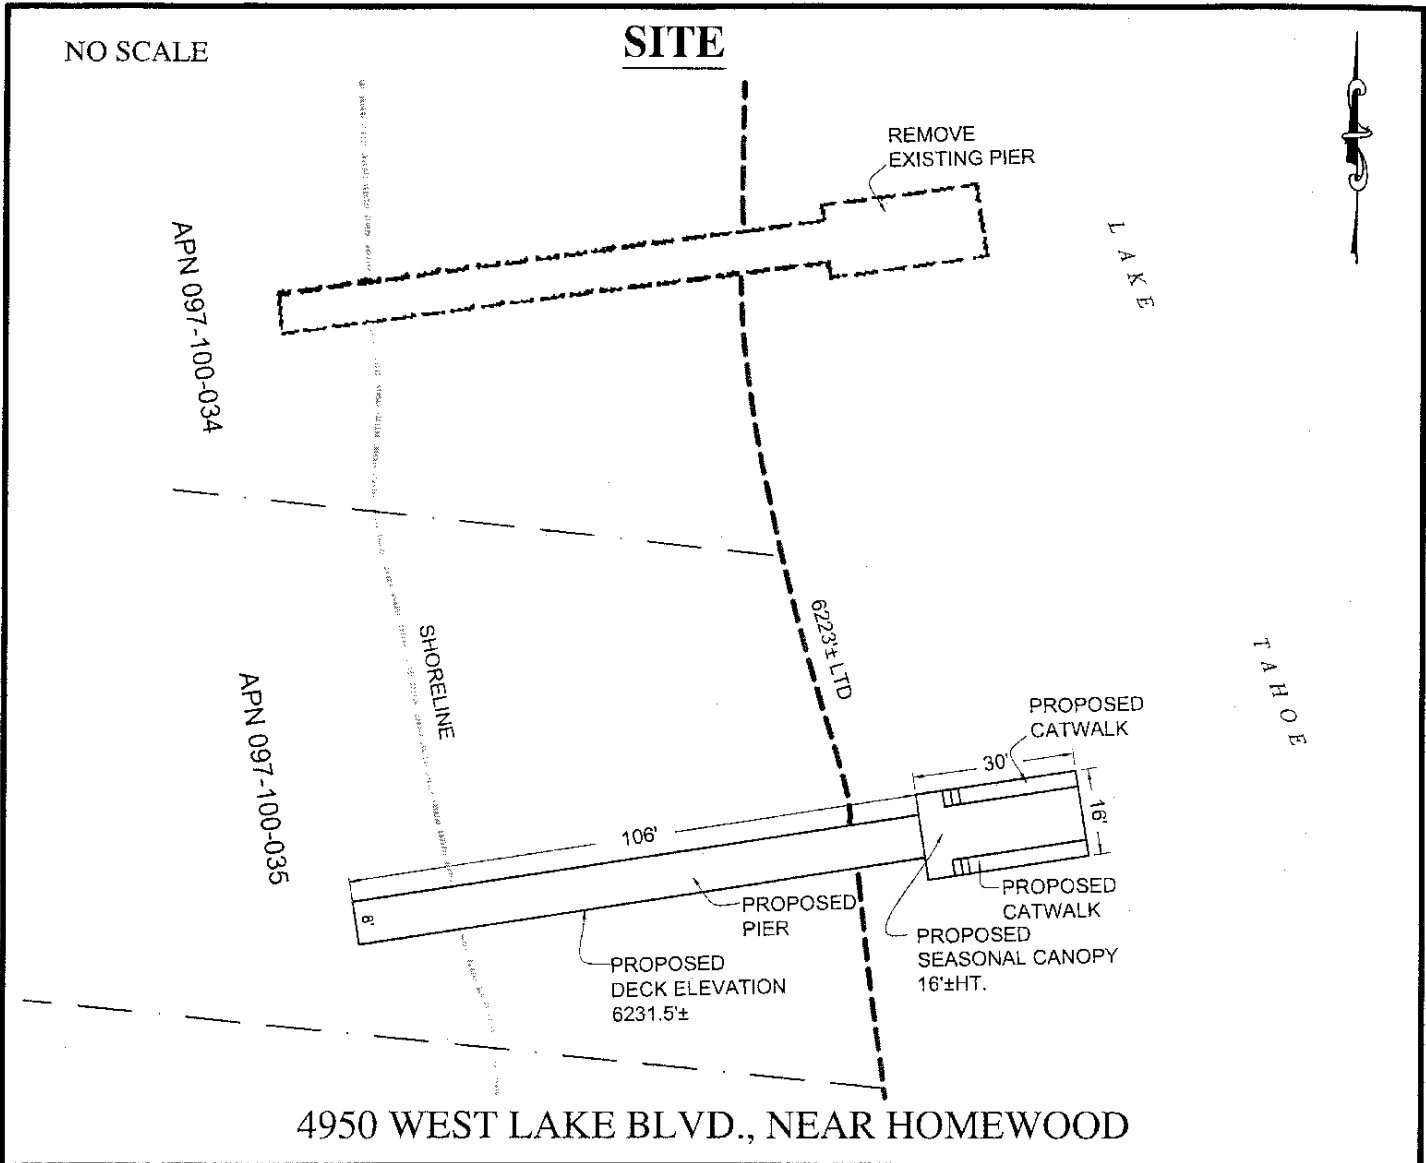 NO SCALE
SITE
REMOVE
EXISTING PIER
LAKE
APN 097-100-034
6223'± LTD
SHORELINE
TAHOE
APN 097-100-035
PROPOSED
CATWALK
30'
16'
106'
8'
PROPOSED
PIER
PROPOSED
CATWALK
PROPOSED
SEASONAL CANOPY
16'±HT.
PROPOSED
DECK ELEVATION
6231.5'±
4950 WEST LAKE BLVD., NEAR HOMEWOOD